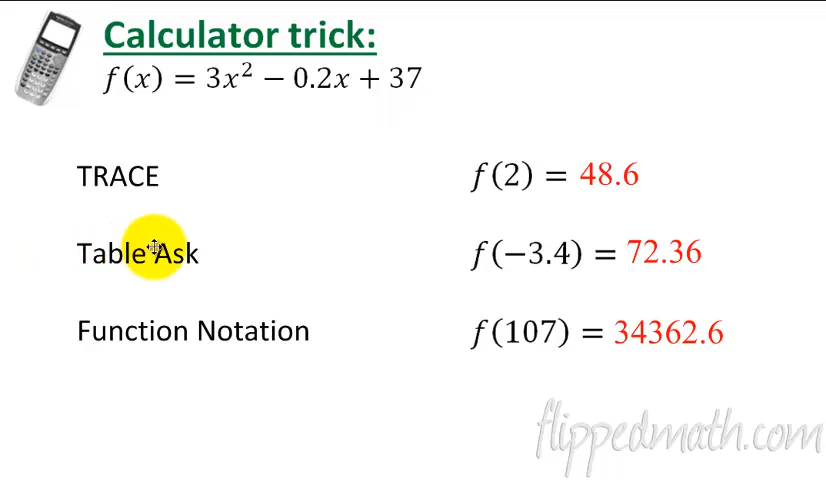 Calculator trick:
f(x) = 3x² − 0.2x + 37
TRACE f(2) = 48.6
Table Ask f(−3.4) = 72.36
Function Notation f(107) = 34362.6
flippedmath.com